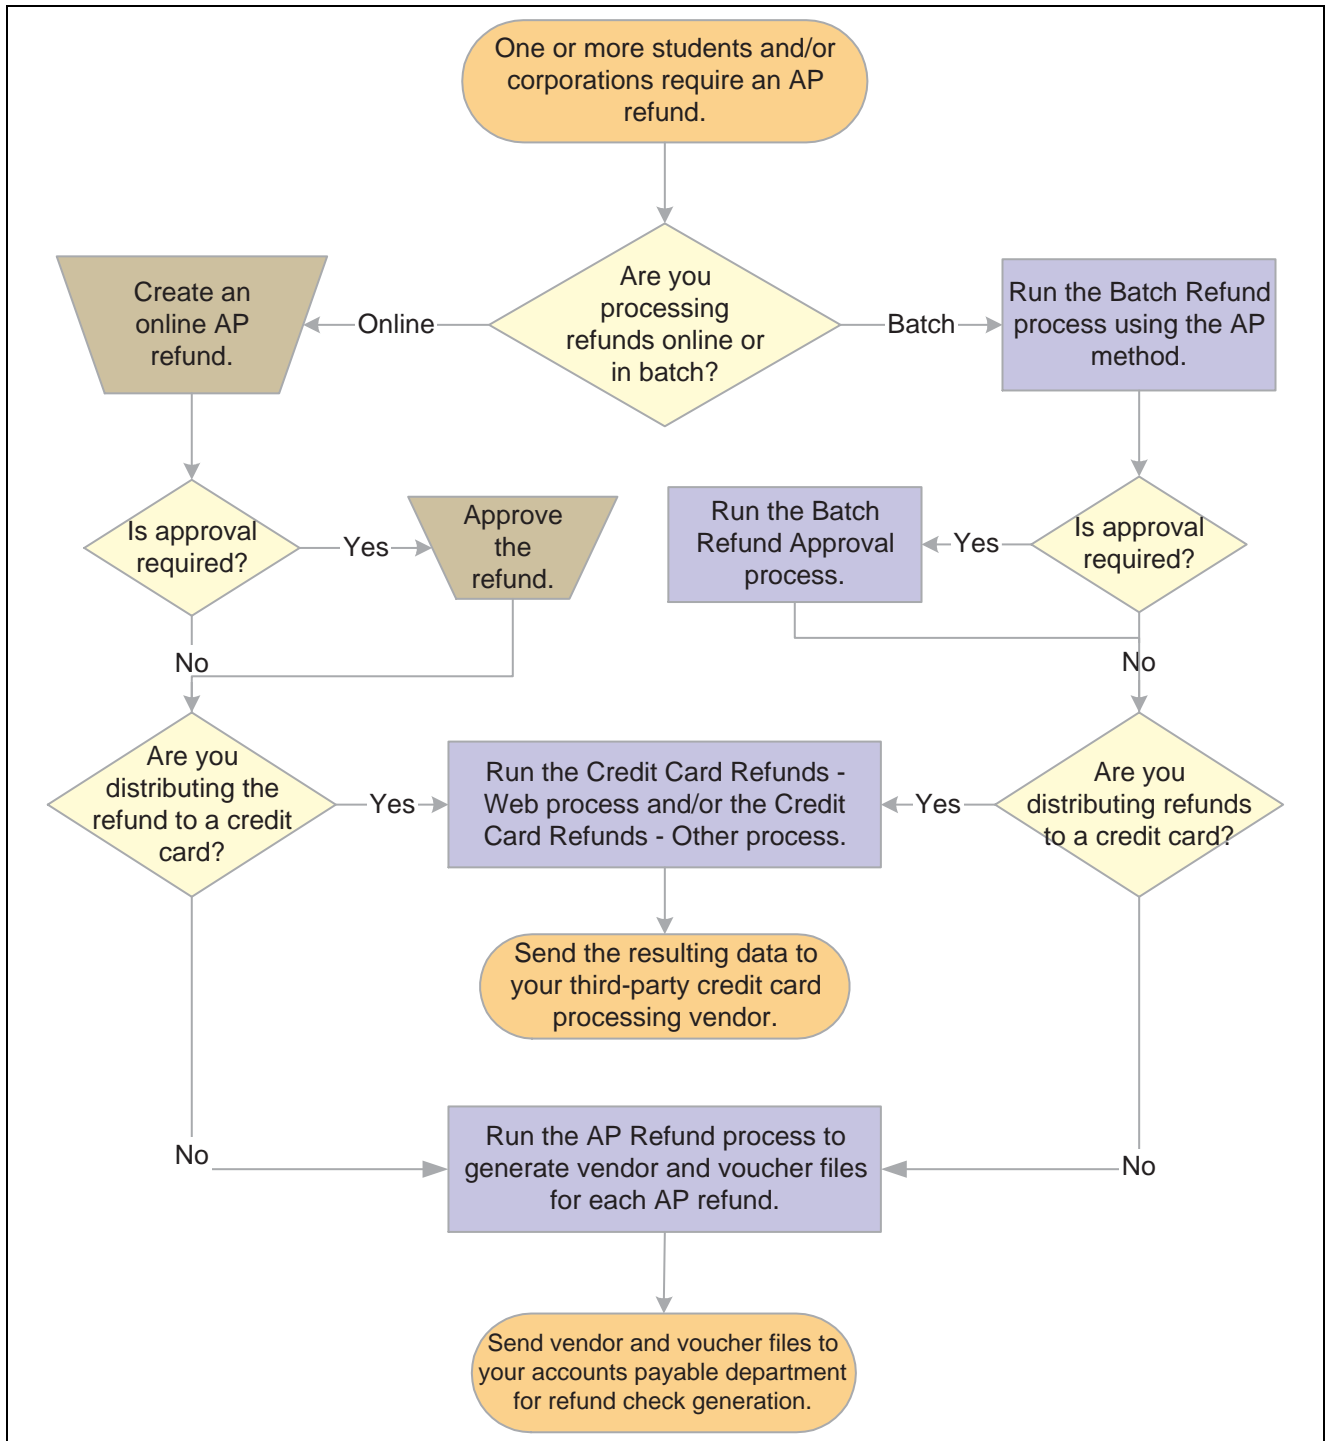 One or more students and/or
corporations require an AP
refund.
Are you
processing
refunds online or
in batch?
Online
Batch
Create an
online AP
refund.
Run the Batch Refund
process using the AP
method.
Is approval
required?
Yes
Approve
the
refund.
Run the Batch
Refund Approval
process.
Yes
Is approval
required?
No
No
Are you
distributing the
refund to a credit
card?
Yes
Run the Credit Card Refunds -
Web process and/or the Credit
Card Refunds - Other process.
Yes
Are you
distributing refunds
to a credit card?
Send the resulting data to
your third-party credit card
processing vendor.
No
Run the AP Refund process to
generate vendor and voucher files
for each AP refund.
No
Send vendor and voucher files to
your accounts payable department
for refund check generation.